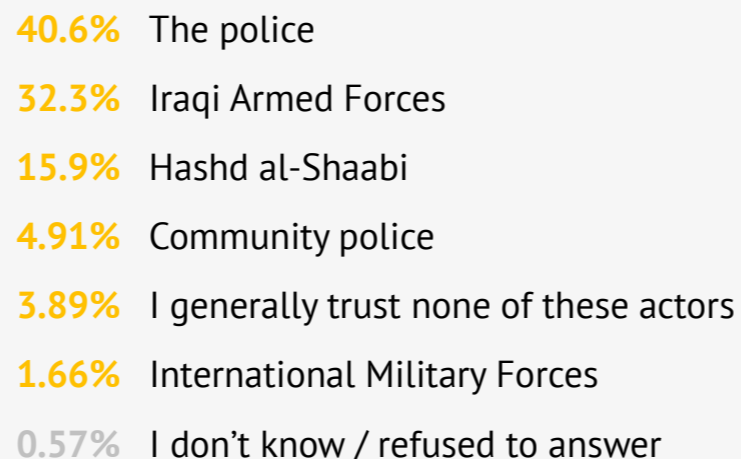 40.6% The police
32.3% Iraqi Armed Forces
15.9% Hashd al-Shaabi
4.91% Community police
3.89% I generally trust none of these actors
1.66% International Military Forces
0.57% I don’t know / refused to answer